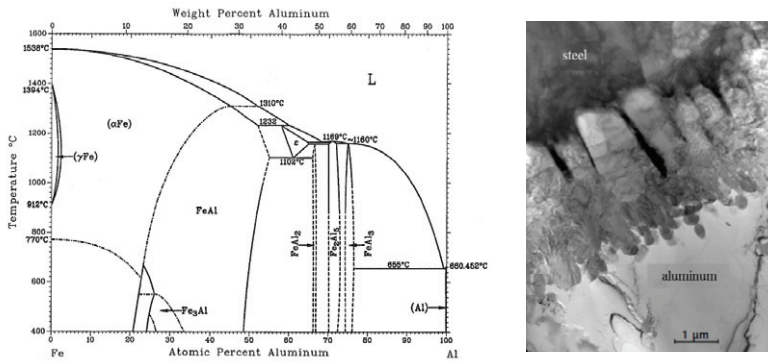 Weight Percent Aluminum
0 10 20 30 40 50 60 70 80 90 100
Temperature °C
1600
1400
1200
1000
800
600
400
1538°C
1394°C
912°C
770°C
L
1310°C
1232
1169°C ~1160°C
1102°C
(αFe)
(γFe)
ε
FeAl
FeAl₂
Fe₂Al₅
FeAl₃
Fe₃Al
655°C
660.452°C
(Al)
0 10 20 30 40 50 60 70 80 90 100
Fe
Atomic Percent Aluminum
Al
steel
aluminum
1 µm